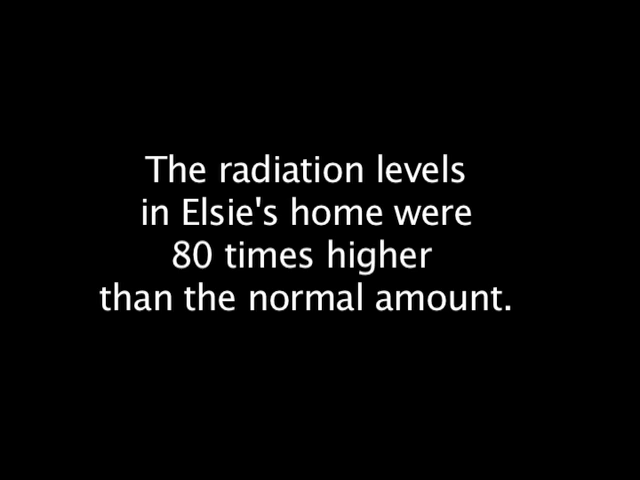 The radiation levels
in Elsie's home were
80 times higher
than the normal amount.